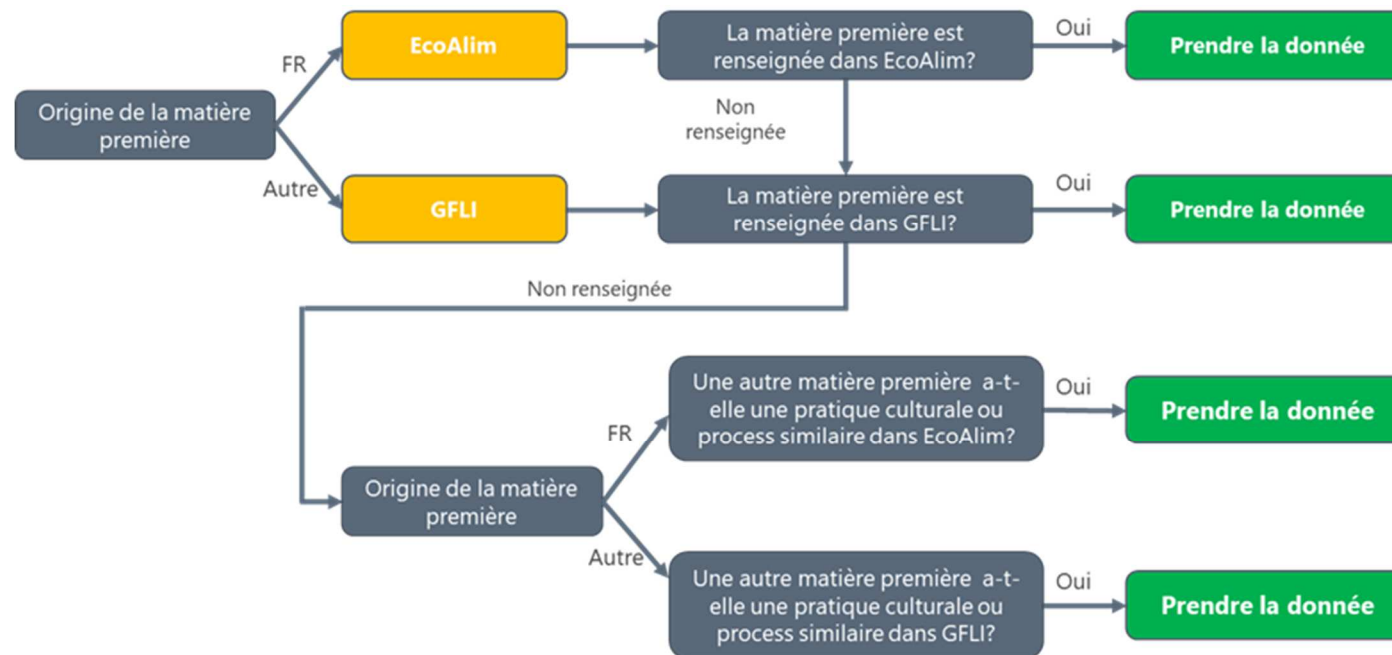 FR
EcoAlim
La matière première est
renseignée dans EcoAlim?
Oui
Prendre la donnée
Origine de la matière
première
Non
renseignée
Autre
GFLI
La matière première est
renseignée dans GFLI?
Oui
Prendre la donnée
Non renseignée
Une autre matière première a-t-
elle une pratique culturale ou
process similaire dans EcoAlim?
Oui
Prendre la donnée
FR
Origine de la matière
première
Autre
Une autre matière première a-t-
elle une pratique culturale ou
process similaire dans GFLI?
Oui
Prendre la donnée